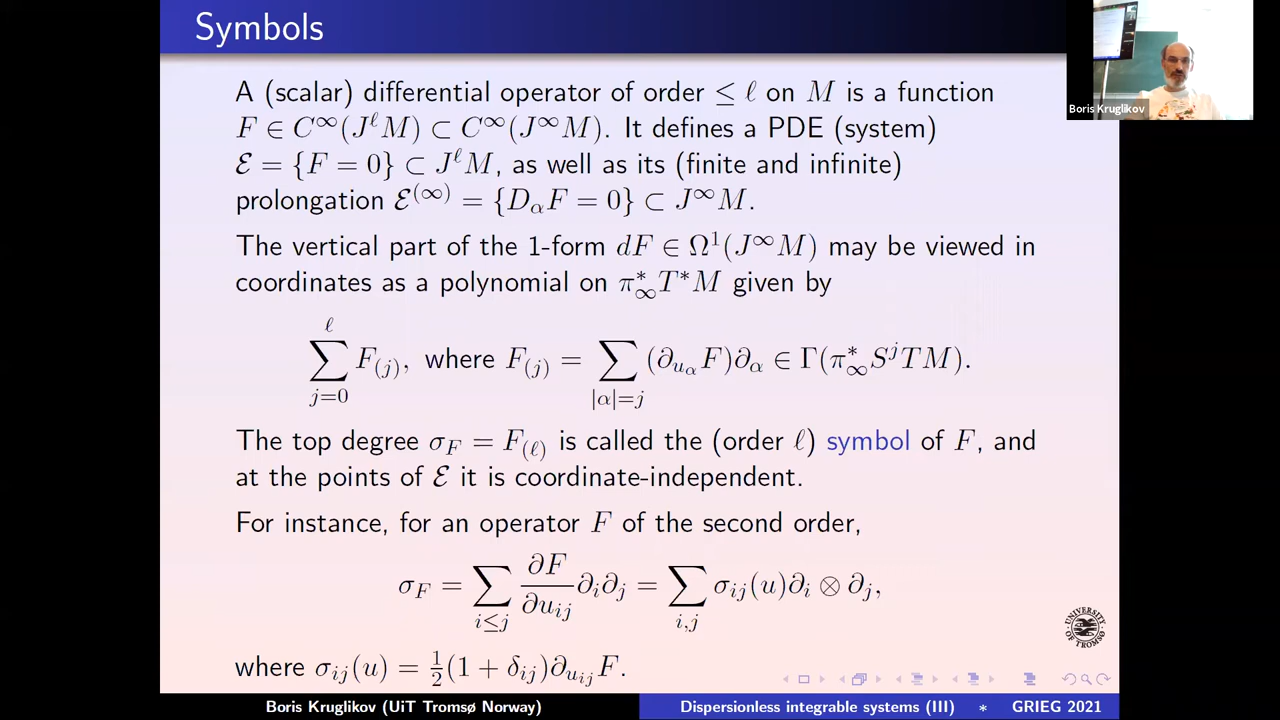 Symbols
Boris Kruglikov
A (scalar) differential operator of order ≤ ℓ on M is a function
F ∈ C^∞(J^ℓM) ⊂ C^∞(J^∞M). It defines a PDE (system)
ℰ = {F = 0} ⊂ J^ℓM, as well as its (finite and infinite)
prolongation ℰ^(∞) = {D_αF = 0} ⊂ J^∞M.
The vertical part of the 1-form dF ∈ Ω^1(J^∞M) may be viewed in
coordinates as a polynomial on π_∞^*T^*M given by
∑_{j=0}^{ℓ} F_(j), where F_(j) = ∑_{|α|=j} (∂_{u_α}F)∂_α ∈ Γ(π_∞^*S^jTM).
The top degree σ_F = F_(ℓ) is called the (order ℓ) symbol of F, and
at the points of ℰ it is coordinate-independent.
For instance, for an operator F of the second order,
σ_F = ∑_{i≤j} ∂F/∂u_{ij} ∂_i∂_j = ∑_{i,j} σ_{ij}(u)∂_i ⊗ ∂_j,
where σ_{ij}(u) = ½(1 + δ_{ij})∂_{u_{ij}}F.
UNIVERSITY OF TROMSØ
Boris Kruglikov (UiT Tromsø Norway)
Dispersionless integrable systems (III) * GRIEG 2021